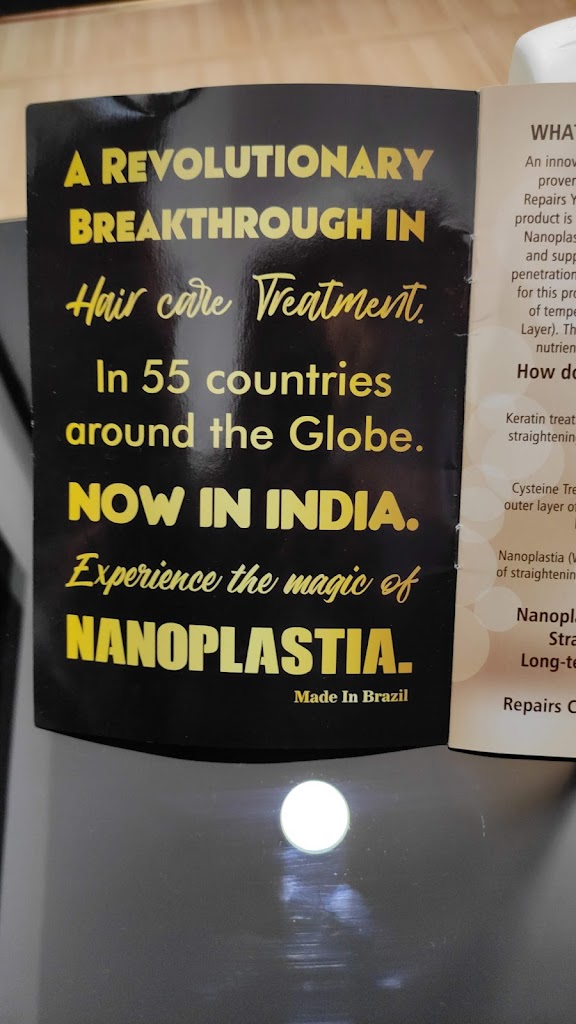 A REVOLUTIONARY
BREAKTHROUGH IN
Hair care Treatment.
In 55 countries
around the Globe.
NOW IN INDIA.
Experience the magic of
NANOPLASTIA.
Made In Brazil
WHAT
An innov
proven
Repairs Y
product is
Nanoplas
and supp
penetration
for this pro
of tempe
Layer). Th
nutrien
How do
Keratin treat
straightenin
Cysteine Tre
outer layer of
Nanoplastia (
of straightenin
Nanopla
Stra
Long-te
Repairs C